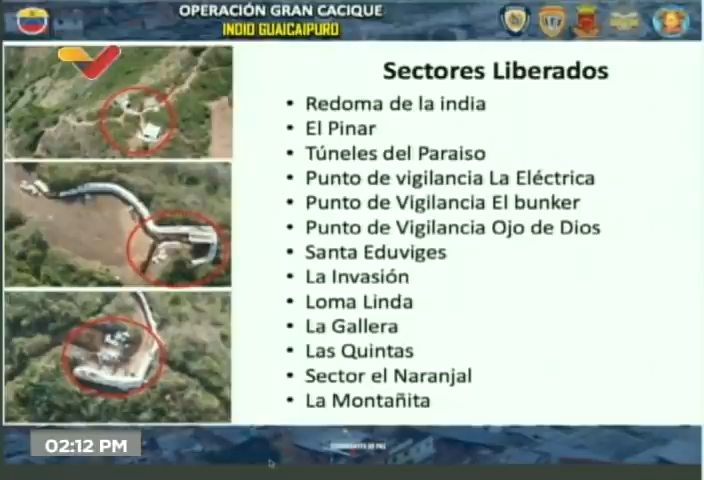 OPERACIÓN GRAN CACIQUE
INDIO GUAICAIPURO
Sectores Liberados
• Redoma de la india
• El Pinar
• Túneles del Paraiso
• Punto de vigilancia La Eléctrica
• Punto de Vigilancia El bunker
• Punto de Vigilancia Ojo de Dios
• Santa Eduviges
• La Invasión
• Loma Linda
• La Gallera
• Las Quintas
• Sector el Naranjal
• La Montañita
02:12 PM